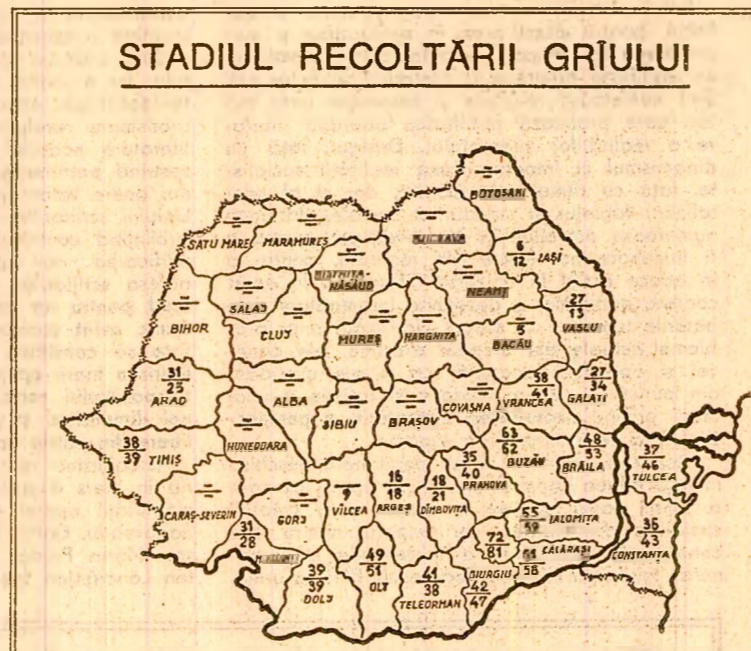 STADIUL RECOLTĂRII GRÎULUI
BOTOSANI
SATU MARE
MARAMUREȘ
SUCEAVA
6
12
IAȘI
BISTRIȚA-
NĂSĂUD
SALAJ
NEAMȚ
BIHOR
CLUJ
MUREȘ
HARGHITA
5
BACĂU
27
13
VASLUI
31
25
ARAD
ALBA
SIBIU
BRAȘOV
COVASNA
38
41
VRANCEA
27
34
GALAȚI
38
39
TIMIȘ
HUNEDOARA
63
62
BUZĂU
48
53
BRĂILA
37
46
TULCEA
CARAȘ-SEVERIN
GORJ
9
VÎLCEA
16
18
ARGEȘ
18
21
DÎMBOVIȚA
35
40
PRAHOVA
55
59
IALOMIȚA
31
28
39
39
DOLJ
49
51
OLT
41
38
TELEORMAN
72
81
GIURGIU
42
47
CĂLĂRAȘI
58
43
CONSTANȚA